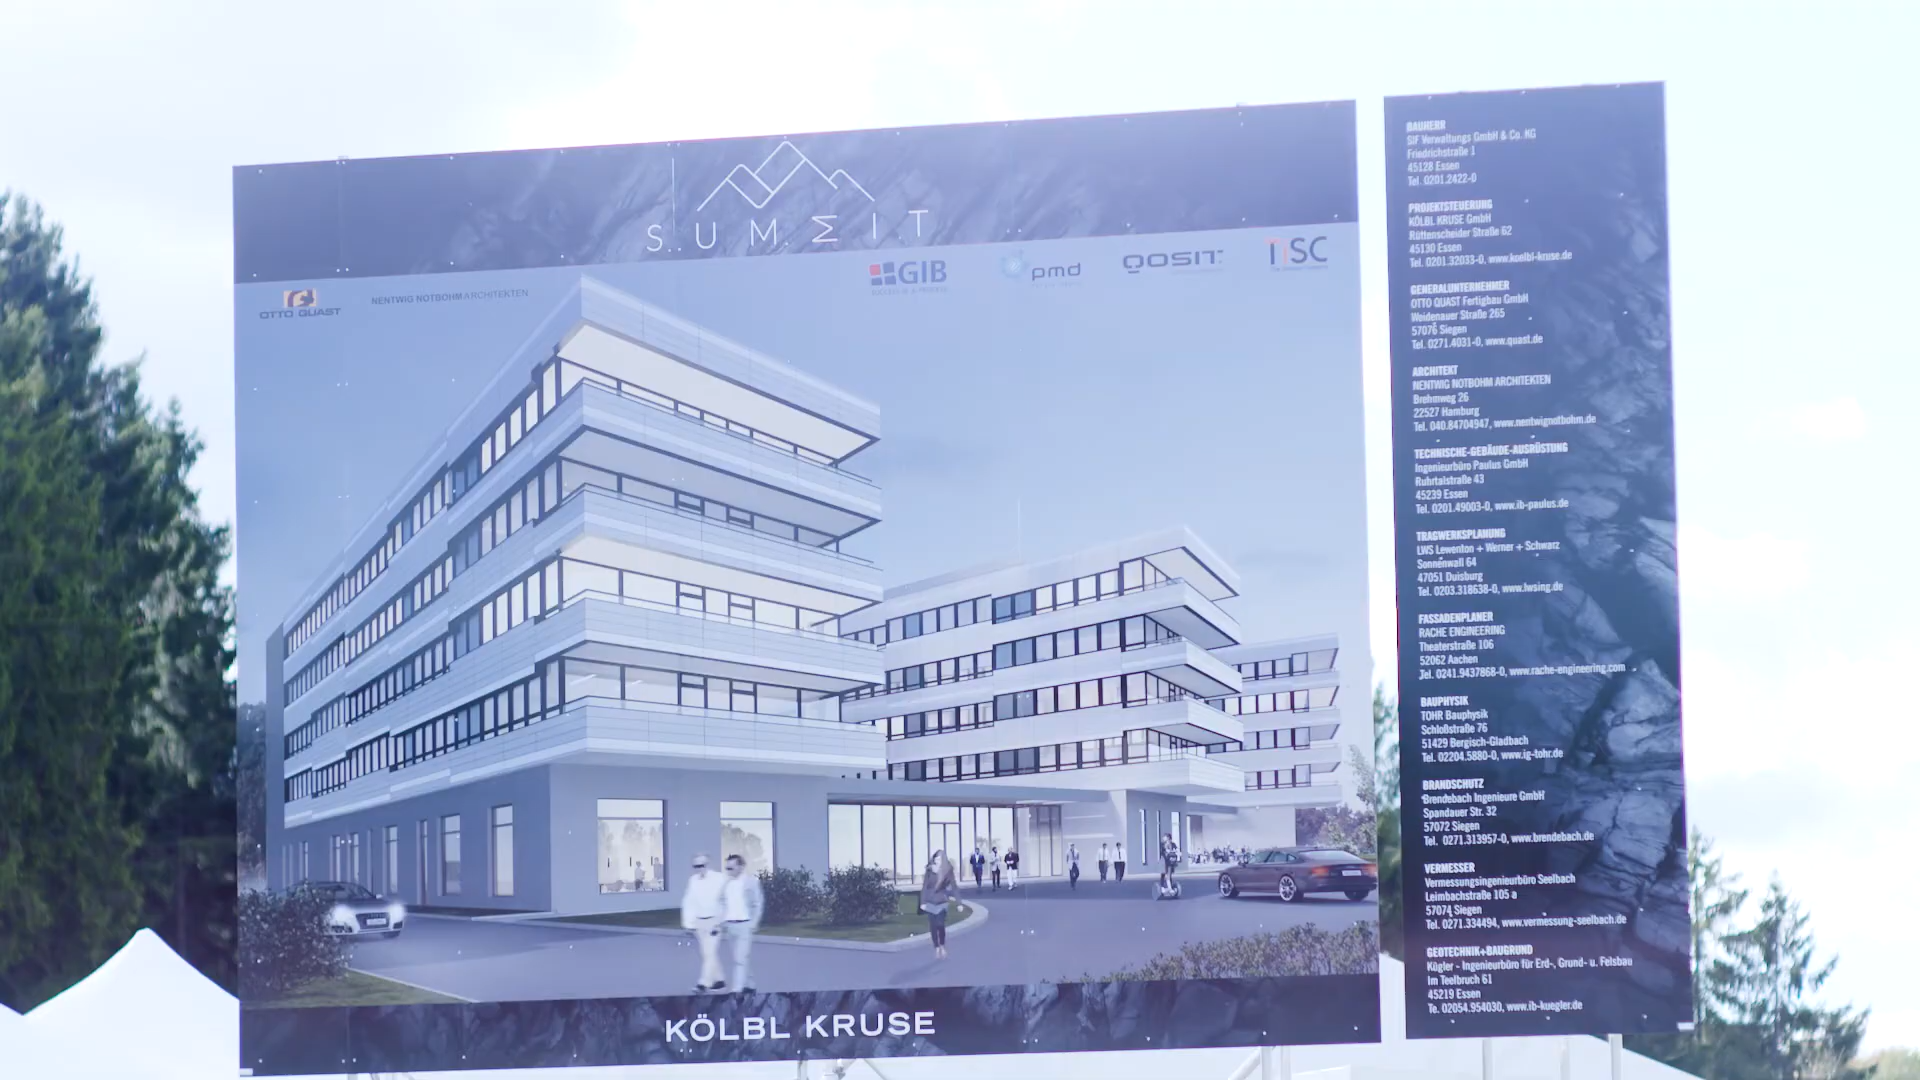 SUMΣIT
OTTO QUAST
NENTWIG NOTBOHM ARCHITEKTEN
GIB
pmd
QOSIT
nSC
KÖLBL KRUSE
BAUHERR
SIF Verwaltungs GmbH & Co. KG
Friedrichstraße 1
45128 Essen
Tel. 0201.2422-0
PROJEKTSTEUERUNG
KÖLBL KRUSE GmbH
Rüttenscheider Straße 62
45130 Essen
Tel. 0201.32033-0, www.koelbl-kruse.de
GENERALUNTERNEHMER
OTTO QUAST Fertigbau GmbH
Weidenauer Straße 265
57076 Siegen
Tel. 0271.4031-0, www.quast.de
ARCHITEKT
NENTWIG NOTBOHM ARCHITEKTEN
Brehmweg 26
22527 Hamburg
Tel. 040.84704947, www.nentwignotbohm.de
TECHNISCHE-GEBÄUDE-AUSRÜSTUNG
Ingenieurbüro Paulus GmbH
Ruhrtalstraße 43
45239 Essen
Tel. 0201.49003-0, www.ib-paulus.de
TRAGWERKSPLANUNG
LWS Lewenton + Werner + Schwarz
Sonnenwall 64
47051 Duisburg
Tel. 0203.318638-0, www.lwsing.de
FASSADENPLANER
RACHE ENGINEERING
Theaterstraße 106
52062 Aachen
Tel. 0241.9437868-0, www.rache-engineering.com
BAUPHYSIK
TOHR Bauphysik
Schloßstraße 76
51429 Bergisch-Gladbach
Tel. 02204.5880-0, www.ig-tohr.de
BRANDSCHUTZ
Brendebach Ingenieure GmbH
Spandauer Str. 32
57072 Siegen
Tel. 0271.313957-0, www.brendebach.de
VERMESSER
Vermessungsingenieurbüro Seelbach
Leimbachstraße 105 a
57074 Siegen
Tel. 0271.334494, www.vermessung-seelbach.de
GEOTECHNIK+BAUGRUND
Kügler - Ingenieurbüro für Erd-, Grund- u. Felsbau
Im Teelbruch 61
45219 Essen
Te. 02054.954030, www.ib-kuegler.de